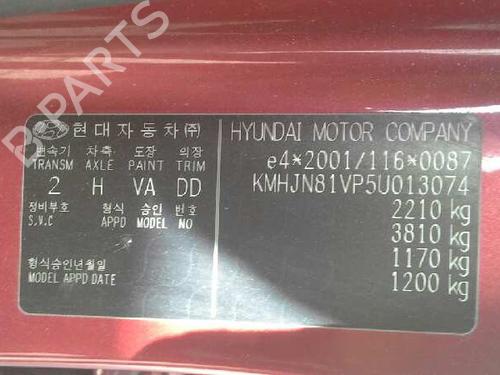 B-PARTS
현대자동차㈜ HYUNDAI MOTOR COMPANY
변속기 차축 도장 의장
TRANSM AXLE PAINT TRIM
2 H VA DD
정비부호 형식 승인 번호
S.V.C APPD MODEL NO
형식승인년월일
MODEL APPD DATE
e4*2001/116*0087
KMHJN81VP5U013074
2210 kg
3810 kg
1170 kg
1200 kg